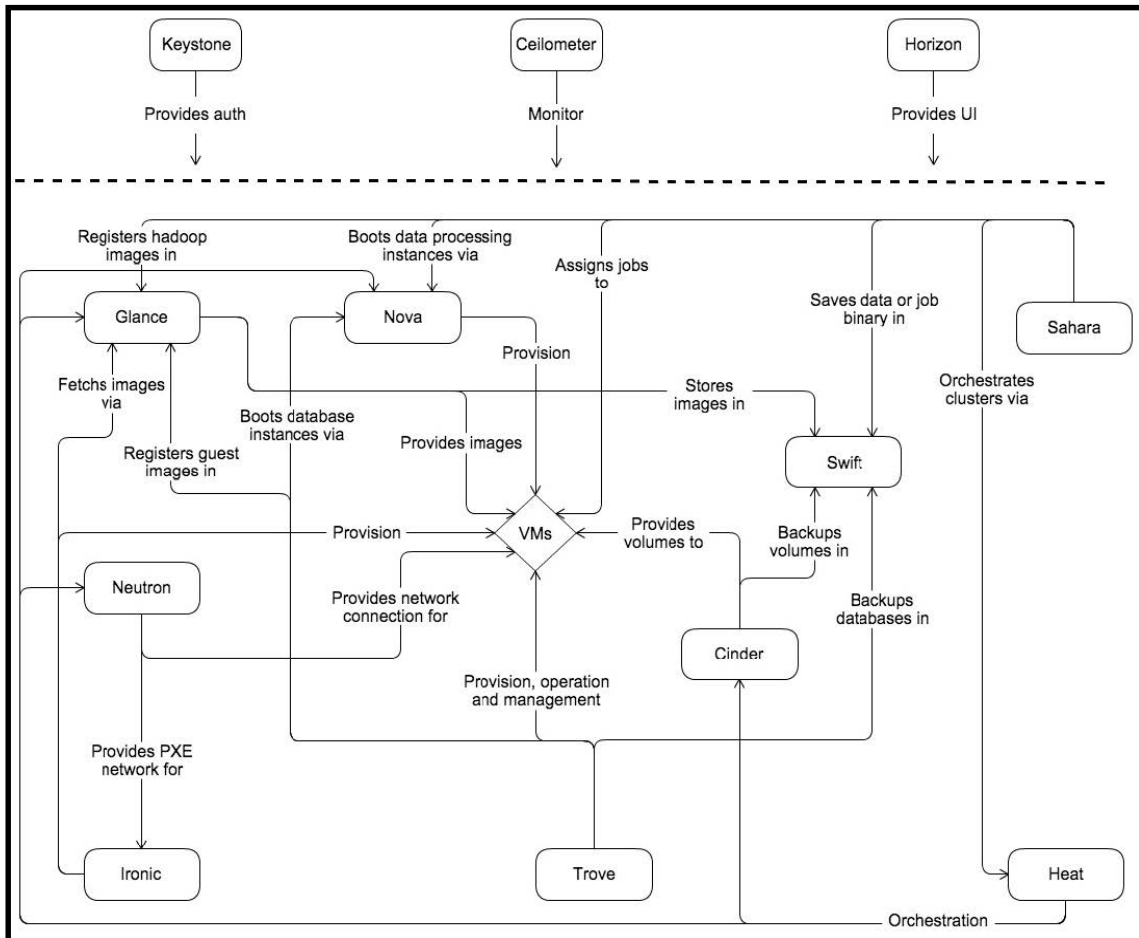 Keystone
Ceilometer
Horizon
Provides auth
Monitor
Provides UI
Registers hadoop
images in
Boots data processing
instances via
Assigns jobs
to
Saves data or job
binary in
Glance
Nova
Sahara
Provision
Fetchs images
via
Stores
images in
Orchestrates
clusters via
Boots database
instances via
Provides images
Registers guest
images in
Swift
Provision
VMs
Provides
volumes to
Backups
volumes in
Neutron
Provides network
connection for
Backups
databases in
Cinder
Provision, operation
and management
Provides PXE
network for
Ironic
Trove
Heat
Orchestration